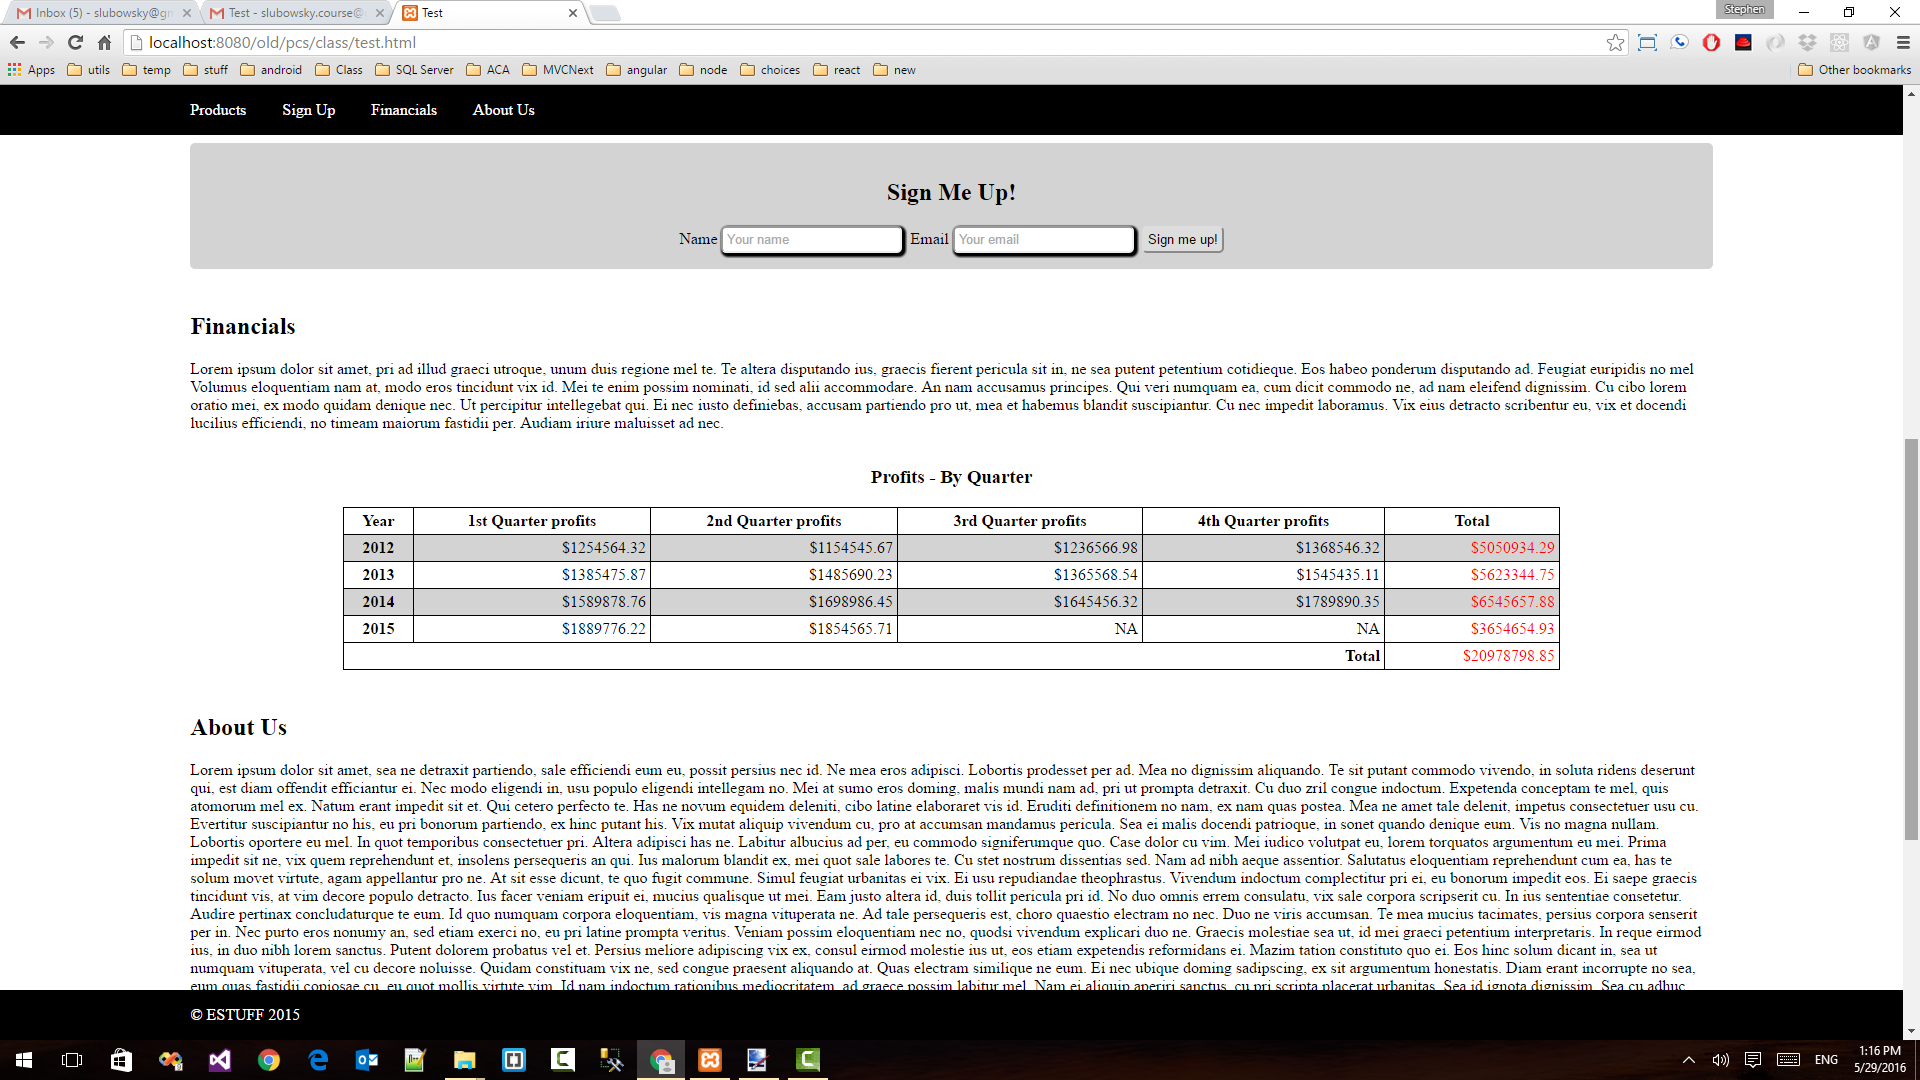 Inbox (5) - slubowsky@gm
Test - slubowsky.course@
Test
Stephen
localhost:8080/old/pcs/class/test.html
Apps utils temp stuff android Class SQL Server ACA MVCNext angular node choices react new Other bookmarks
Products Sign Up Financials About Us
Sign Me Up!
Name Your name Email Your email Sign me up!
Financials
Lorem ipsum dolor sit amet, pri ad illud graeci utroque, unum duis regione mel te. Te altera disputando ius, graecis fierent pericula sit in, ne sea putent petentium cotidieque. Eos habeo ponderum disputando ad. Feugiat euripidis no mel
Volumus eloquentiam nam at, modo eros tincidunt vix id. Mei te enim possim nominati, id sed alii accommodare. An nam accusamus principes. Qui veri numquam ea, cum dicit commodo ne, ad nam eleifend dignissim. Cu cibo lorem
oratio mei, ex modo quidam denique nec. Ut percipitur intellegebat qui. Ei nec iusto definiebas, accusam partiendo pro ut, mea et habemus blandit suscipiantur. Cu nec impedit laboramus. Vix eius detracto scribentur eu, vix et docendi
lucilius efficiendi, no timeam maiorum fastidii per. Audiam iriure maluisset ad nec.
Profits - By Quarter
Year 1st Quarter profits 2nd Quarter profits 3rd Quarter profits 4th Quarter profits Total
2012 $1254564.32 $1154545.67 $1236566.98 $1368546.32 $5050934.29
2013 $1385475.87 $1485690.23 $1365568.54 $1545435.11 $5623344.75
2014 $1589878.76 $1698986.45 $1645456.32 $1789890.35 $6545657.88
2015 $1889776.22 $1854565.71 NA NA $3654654.93
Total $20978798.85
About Us
Lorem ipsum dolor sit amet, sea ne detraxit partiendo, sale efficiendi eum eu, possit persius nec id. Ne mea eros adipisci. Lobortis prodesset per ad. Mea no dignissim aliquando. Te sit putant commodo vivendo, in soluta ridens deserunt
qui, est diam offendit efficiantur ei. Nec modo eligendi in, usu populo eligendi intellegam no. Mei at sumo eros doming, malis mundi nam ad, pri ut prompta detraxit. Cu duo zril congue indoctum. Expetenda conceptam te mel, quis
atomorum mel ex. Natum erant impedit sit et. Qui cetero perfecto te. Has ne novum equidem deleniti, cibo latine elaboraret vis id. Eruditi definitionem no nam, ex nam quas postea. Mea ne amet tale delenit, impetus consectetuer usu cu.
Evertitur suscipiantur no his, eu pri bonorum partiendo, ex hinc putant his. Vix mutat aliquip vivendum cu, pro at accumsan mandamus pericula. Sea ei malis docendi patrioque, in sonet quando denique eum. Vis no magna nullam.
Lobortis oportere eu mel. In quot temporibus consectetuer pri. Altera adipisci has ne. Labitur albucius ad per, eu commodo signiferumque quo. Case dolor cu vim. Mei iudico volutpat eu, lorem torquatos argumentum eu mei. Prima
impedit sit ne, vix quem reprehendunt et, insolens persequeris an qui. Ius malorum blandit ex, mei quot sale labores te. Cu stet nostrum dissentias sed. Nam ad nibh aeque assentior. Salutatus eloquentiam reprehendunt cum ea, has te
solum movet virtute, agam appellantur pro ne. At sit esse dicunt, te quo fugit commune. Simul feugiat urbanitas ei vix. Ei usu repudiandae theophrastus. Vivendum indoctum complectitur pri ei, eu bonorum impedit eos. Ei saepe graecis
tincidunt vis, at vim decore populo detracto. Ius facer veniam eripuit ei, mucius qualisque ut mei. Eam justo altera id, duis tollit pericula pri id. No duo omnis errem consulatu, vix sale corpora scripserit cu. In ius sententiae consetetur.
Audire pertinax concludaturque te eum. Id quo numquam corpora eloquentiam, vis magna vituperata ne. Ad tale persequeris est, choro quaestio electram no nec. Duo ne viris accumsan. Te mea mucius tacimates, persius corpora senserit
per in. Nec purto eros nonumy an, sed etiam exerci no, eu pri latine prompta veritus. Veniam possim eloquentiam nec no, quodsi vivendum explicari duo ne. Graecis molestiae sea ut, id mei graeci petentium interpretaris. In reque eirmod
ius, in duo nibh lorem sanctus. Putent dolorem probatus vel et. Persius meliore adipiscing vix ex, consul eirmod molestie ius ut, eos etiam expetendis reformidans ei. Mazim tation constituto quo ei. Eos hinc solum dicant in, sea ut
numquam vituperata, vel cu decore noluisse. Quidam constituam vix ne, sed congue praesent aliquando at. Quas electram similique ne eum. Ei nec ubique doming sadipscing, ex sit argumentum honestatis. Diam erant incorrupte no sea,
eum quas fastidii copiosae cu, eu quot mollis virtute vim. Id nam indoctum rationibus mediocritatem, ad graece possim labitur mel. Nam ei aliquip aperiri sanctus, cu pri scripta placerat urbanitas. Sea id ignota dignissim. Sea cu adhuc
© ESTUFF 2015
ENG
1:16 PM
5/29/2016